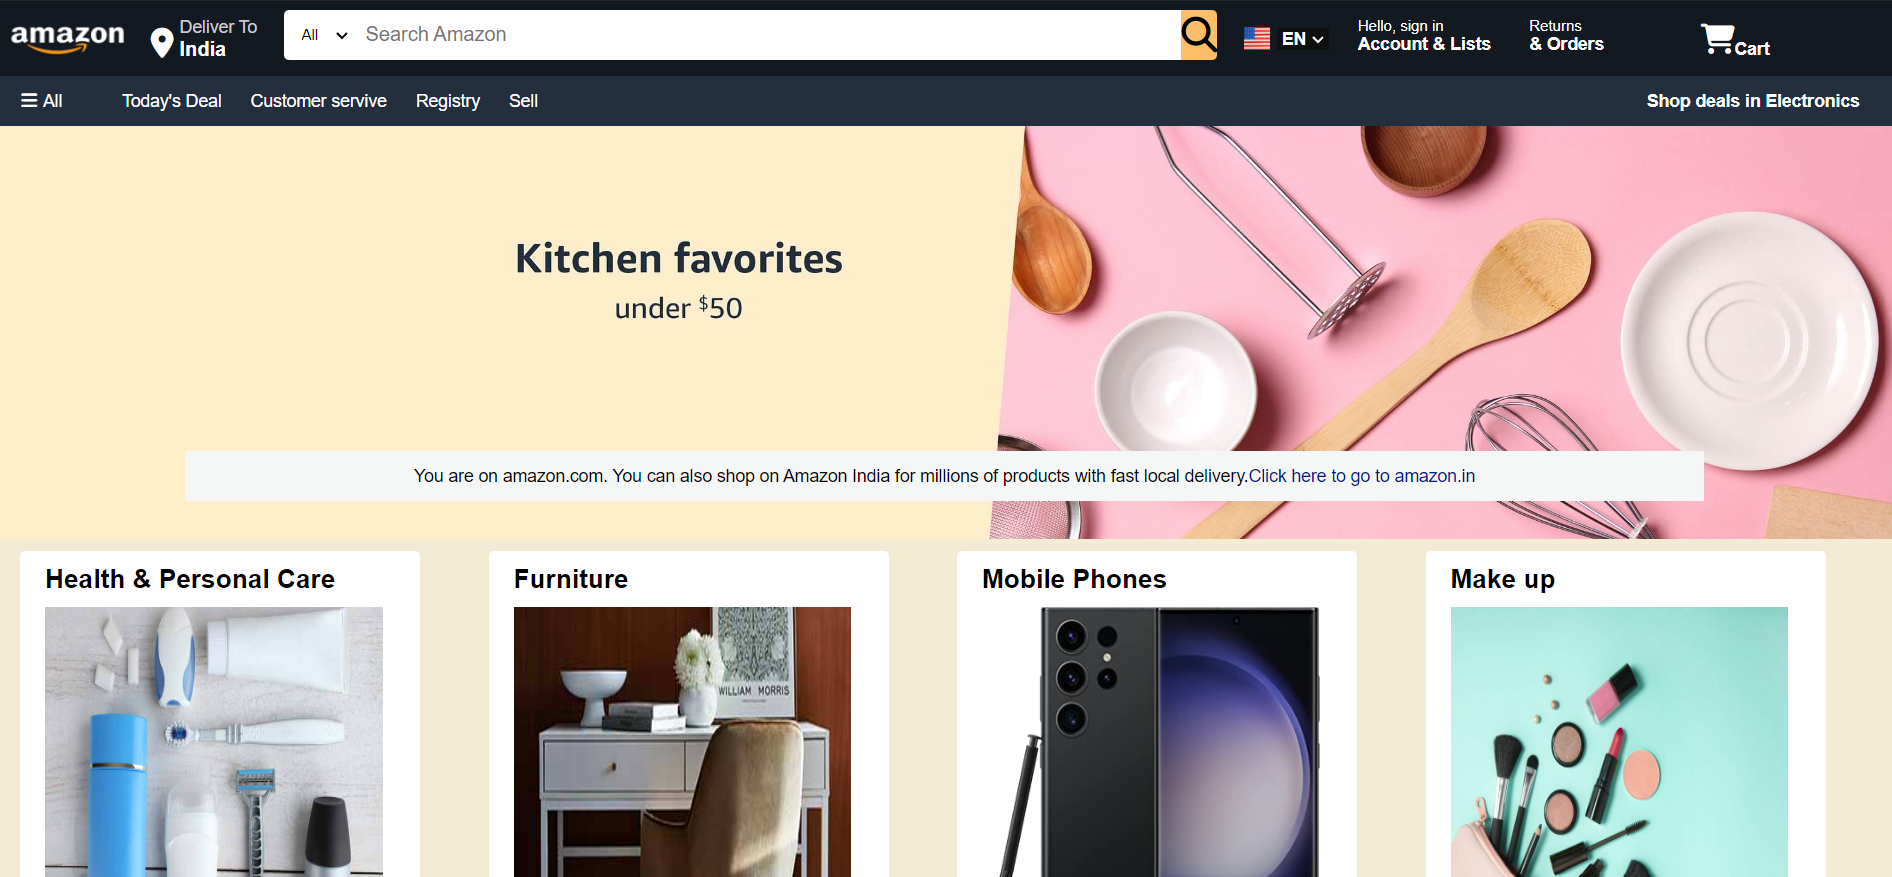 amazon
Deliver To
India
All
Search Amazon
EN
Hello, sign in
Account & Lists
Returns
& Orders
Cart
All
Today's Deal
Customer servive
Registry
Sell
Shop deals in Electronics
Kitchen favorites
under $50
You are on amazon.com. You can also shop on Amazon India for millions of products with fast local delivery.Click here to go to amazon.in
Health & Personal Care
Furniture
Mobile Phones
Make up
WILLIAM MORRIS